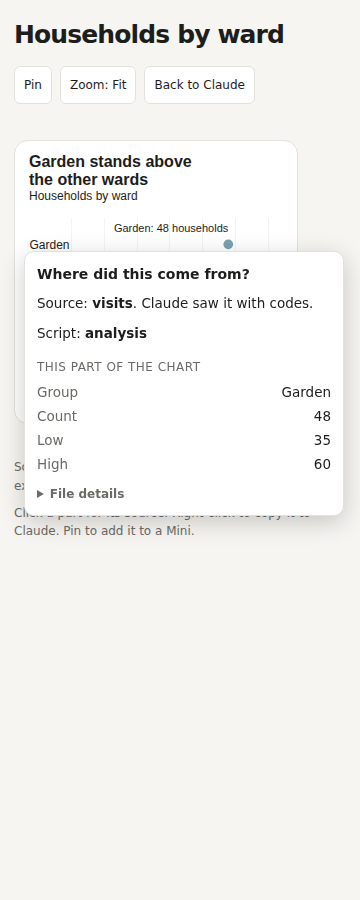 Households by ward
Pin
Zoom: Fit
Back to Claude
Garden stands above
the other wards
Households by ward
Garden: 48 households
Garden
Where did this come from?
Source: visits. Claude saw it with codes.
Script: analysis
THIS PART OF THE CHART
Group Garden
Count 48
Low 35
High 60
▶ File details
Claude. Pin to add it to a Mini.